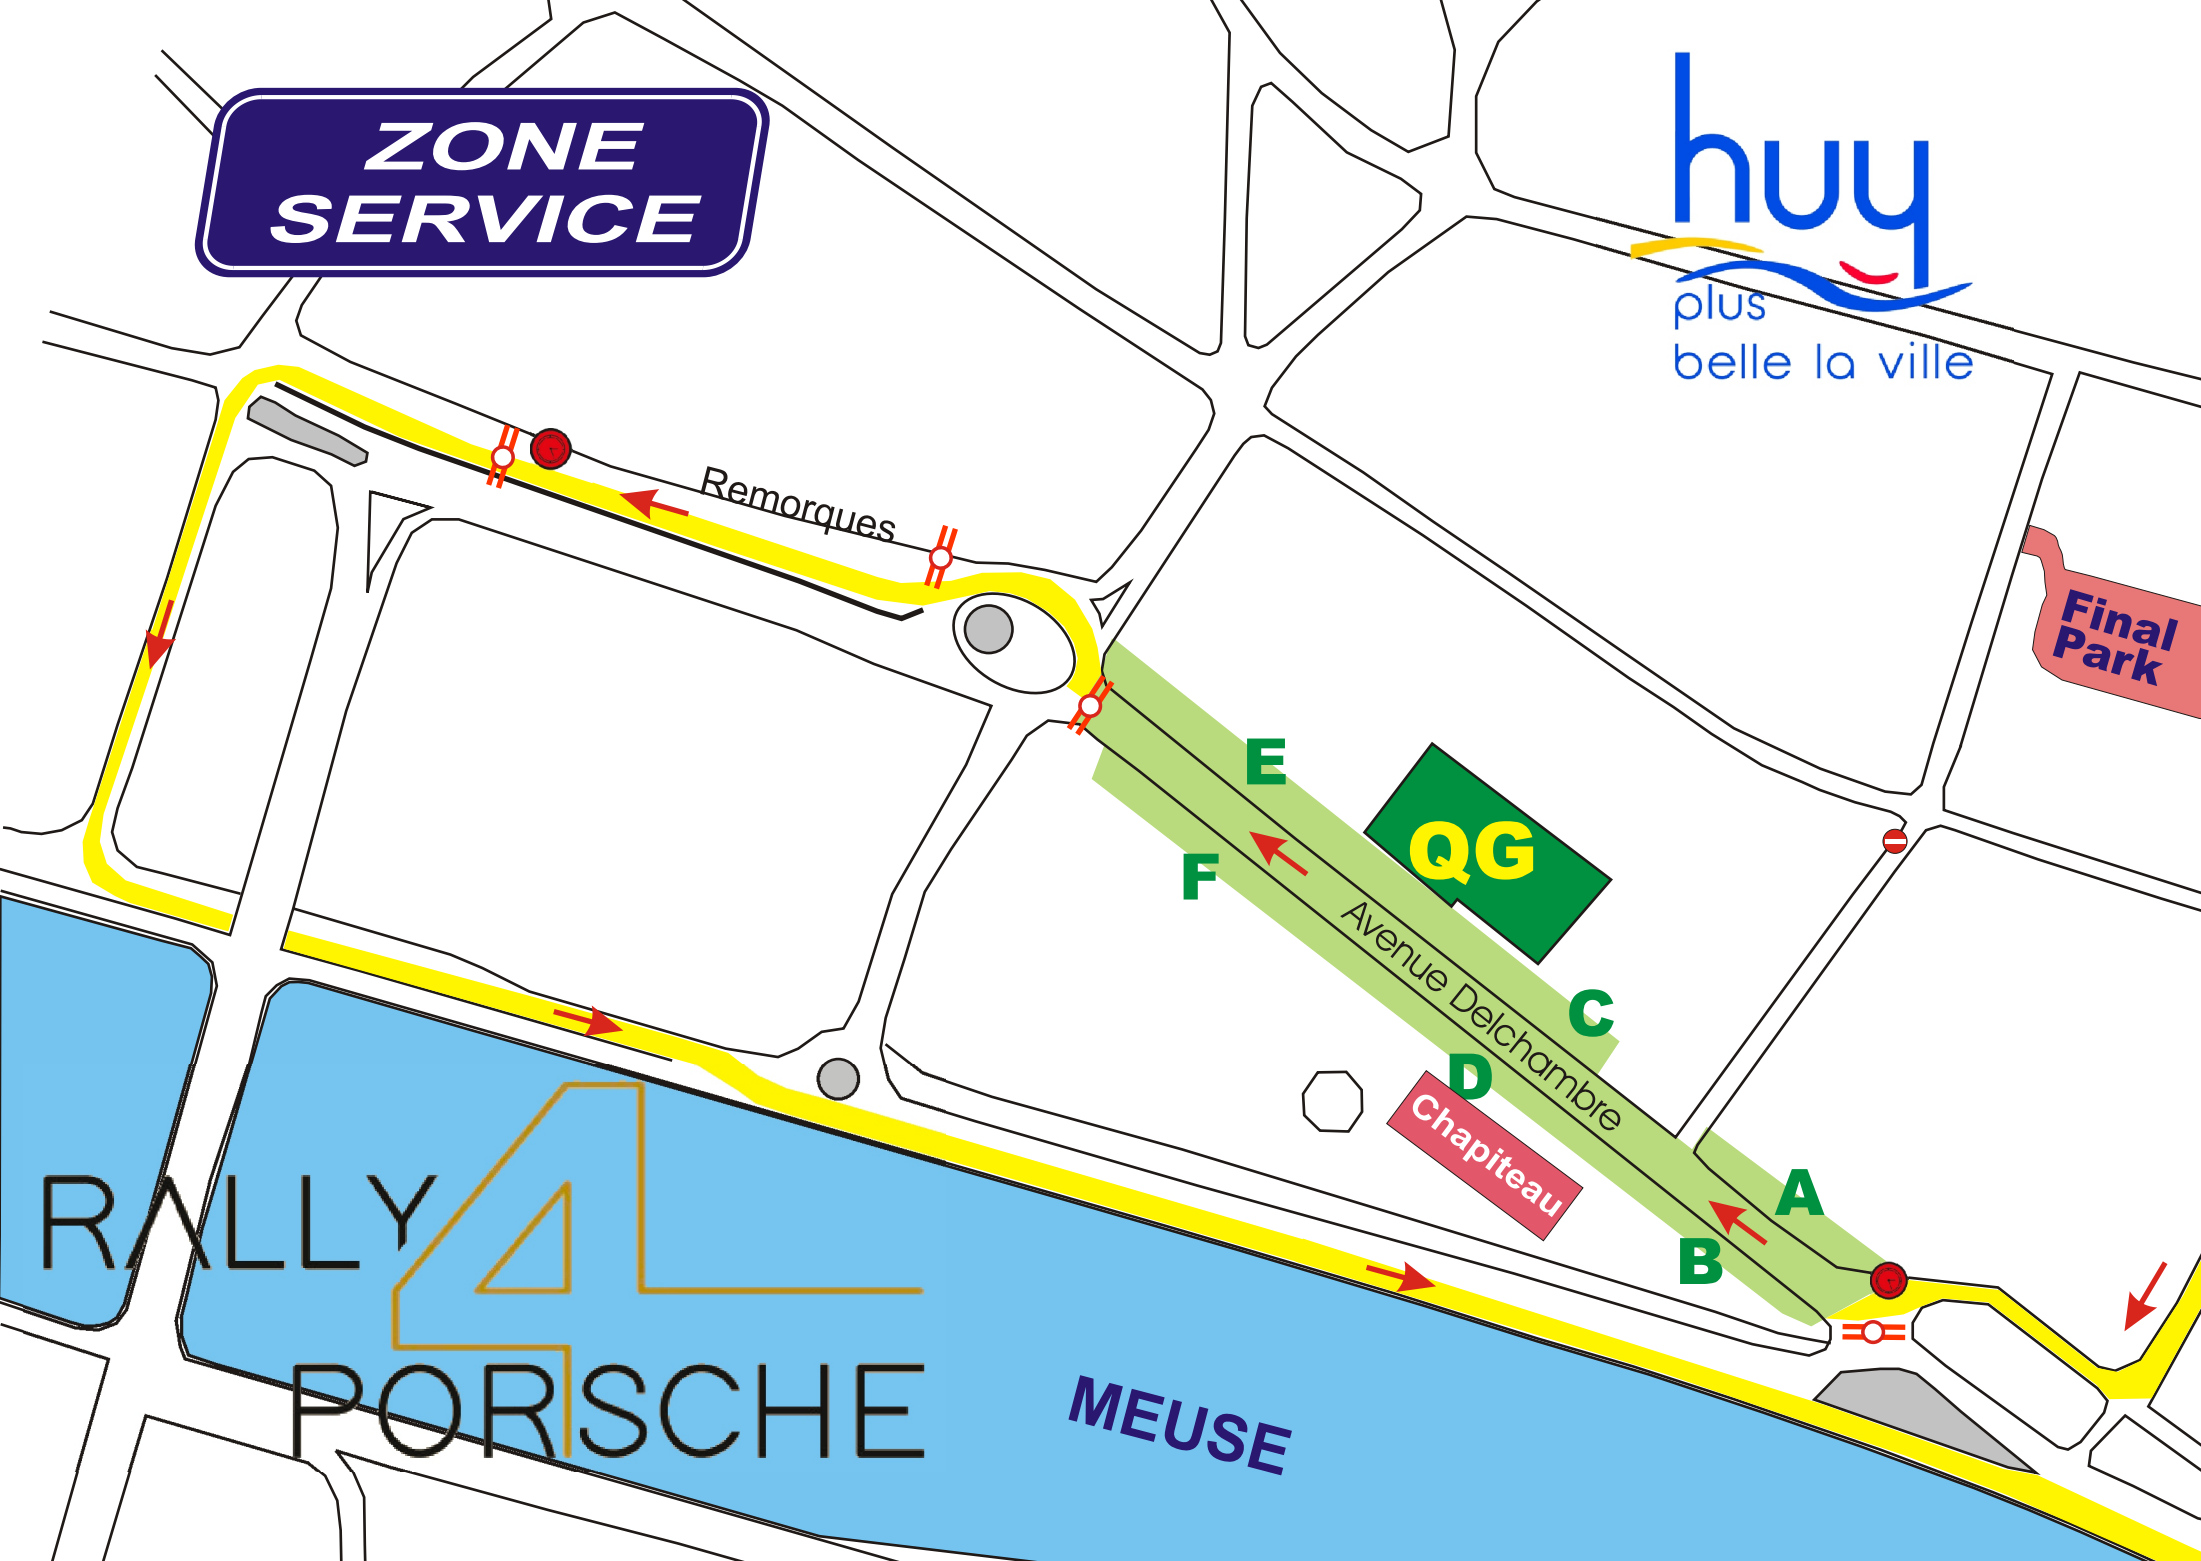 ZONE
SERVICE
huy
plus
belle la ville
Remorques
Final
Park
E
QG
F
Avenue Delchambre
C
D
Chapiteau
A
B
RALLY
4
PORSCHE
MEUSE